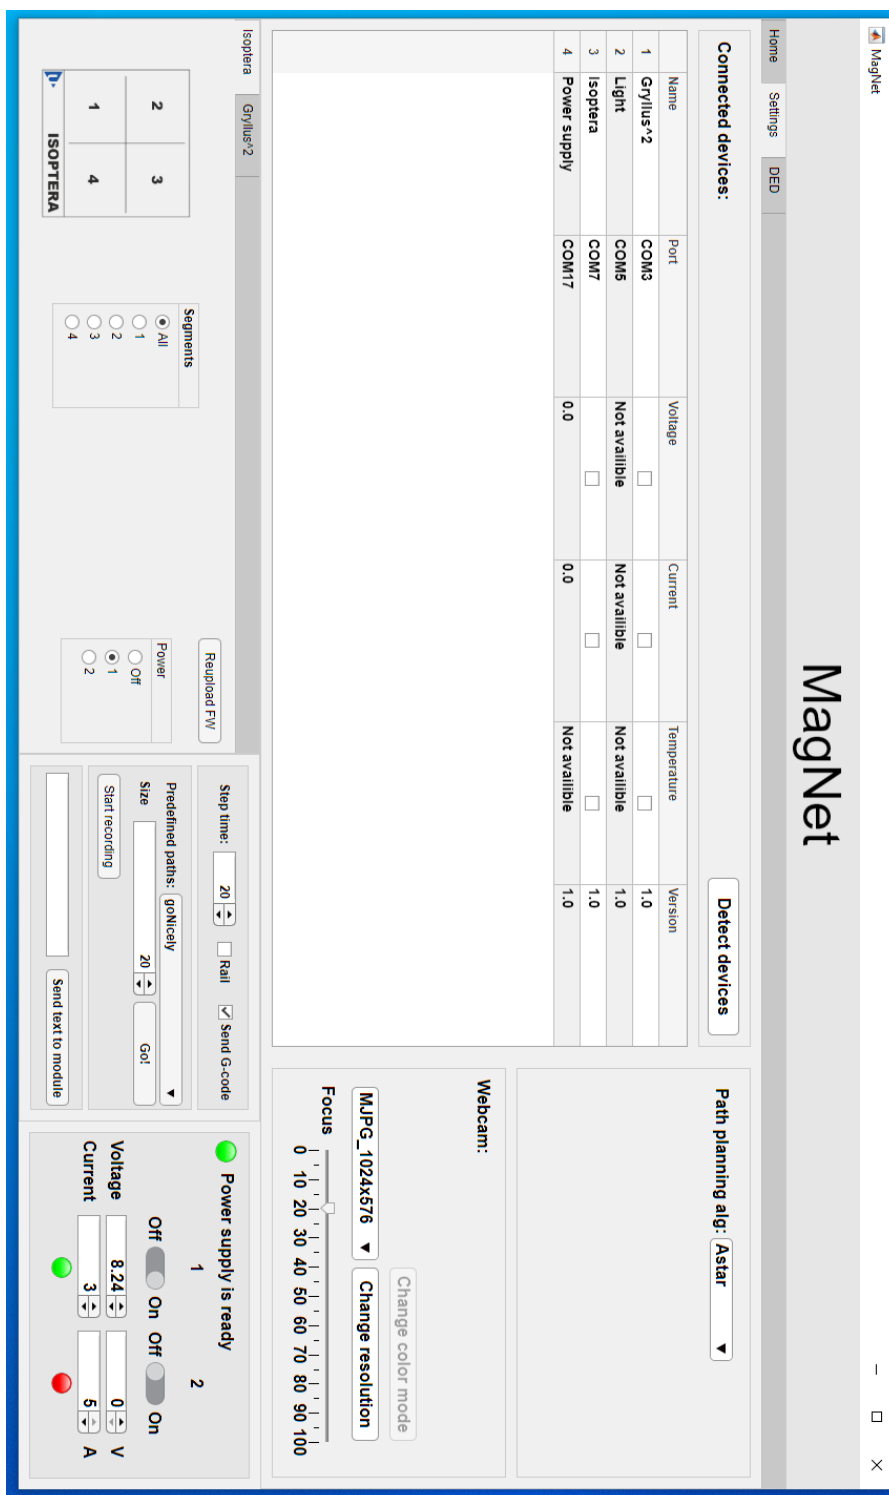 MagNet
MagNet
Home Settings DED
Connected devices:
Detect devices
Name Port Voltage Current Temperature Version
1 Gryllus^2 COM3 1.0
2 Light COM5 Not availible Not availible Not availible 1.0
3 Isoptera COM7 1.0
4 Power supply COM17 0.0 0.0 Not availible 1.0
Path planning alg: Astar
Webcam:
Change color mode
MJPG_1024x576 Change resolution
Focus
0 10 20 30 40 50 60 70 80 90 100
Isoptera Gryllus^2
2 3
1 4
ISOPTERA
Segments
All
1
2
3
4
Reupload FW
Power
Off
1
2
Step time: 20 Rail Send G-code
Predefined paths: goNicely
Size 20 Go!
Start recording
Send text to module
Power supply is ready
1 2
Off On Off On
Voltage 8.24 0 V
Current 3 5 A